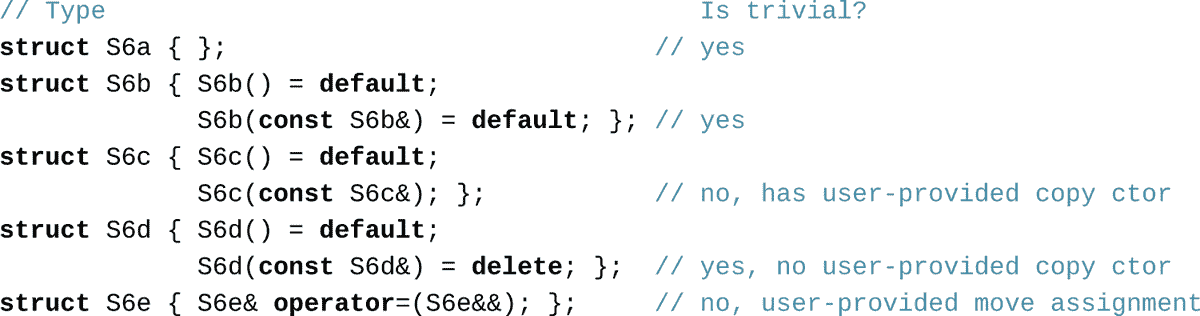 // Type                                       Is trivial?
struct S6a { };                            // yes
struct S6b { S6b() = default;
             S6b(const S6b&) = default; }; // yes
struct S6c { S6c() = default;
             S6c(const S6c&); };           // no, has user-provided copy ctor
struct S6d { S6d() = default;
             S6d(const S6d&) = delete; };  // yes, no user-provided copy ctor
struct S6e { S6e& operator=(S6e&&); };     // no, user-provided move assignment